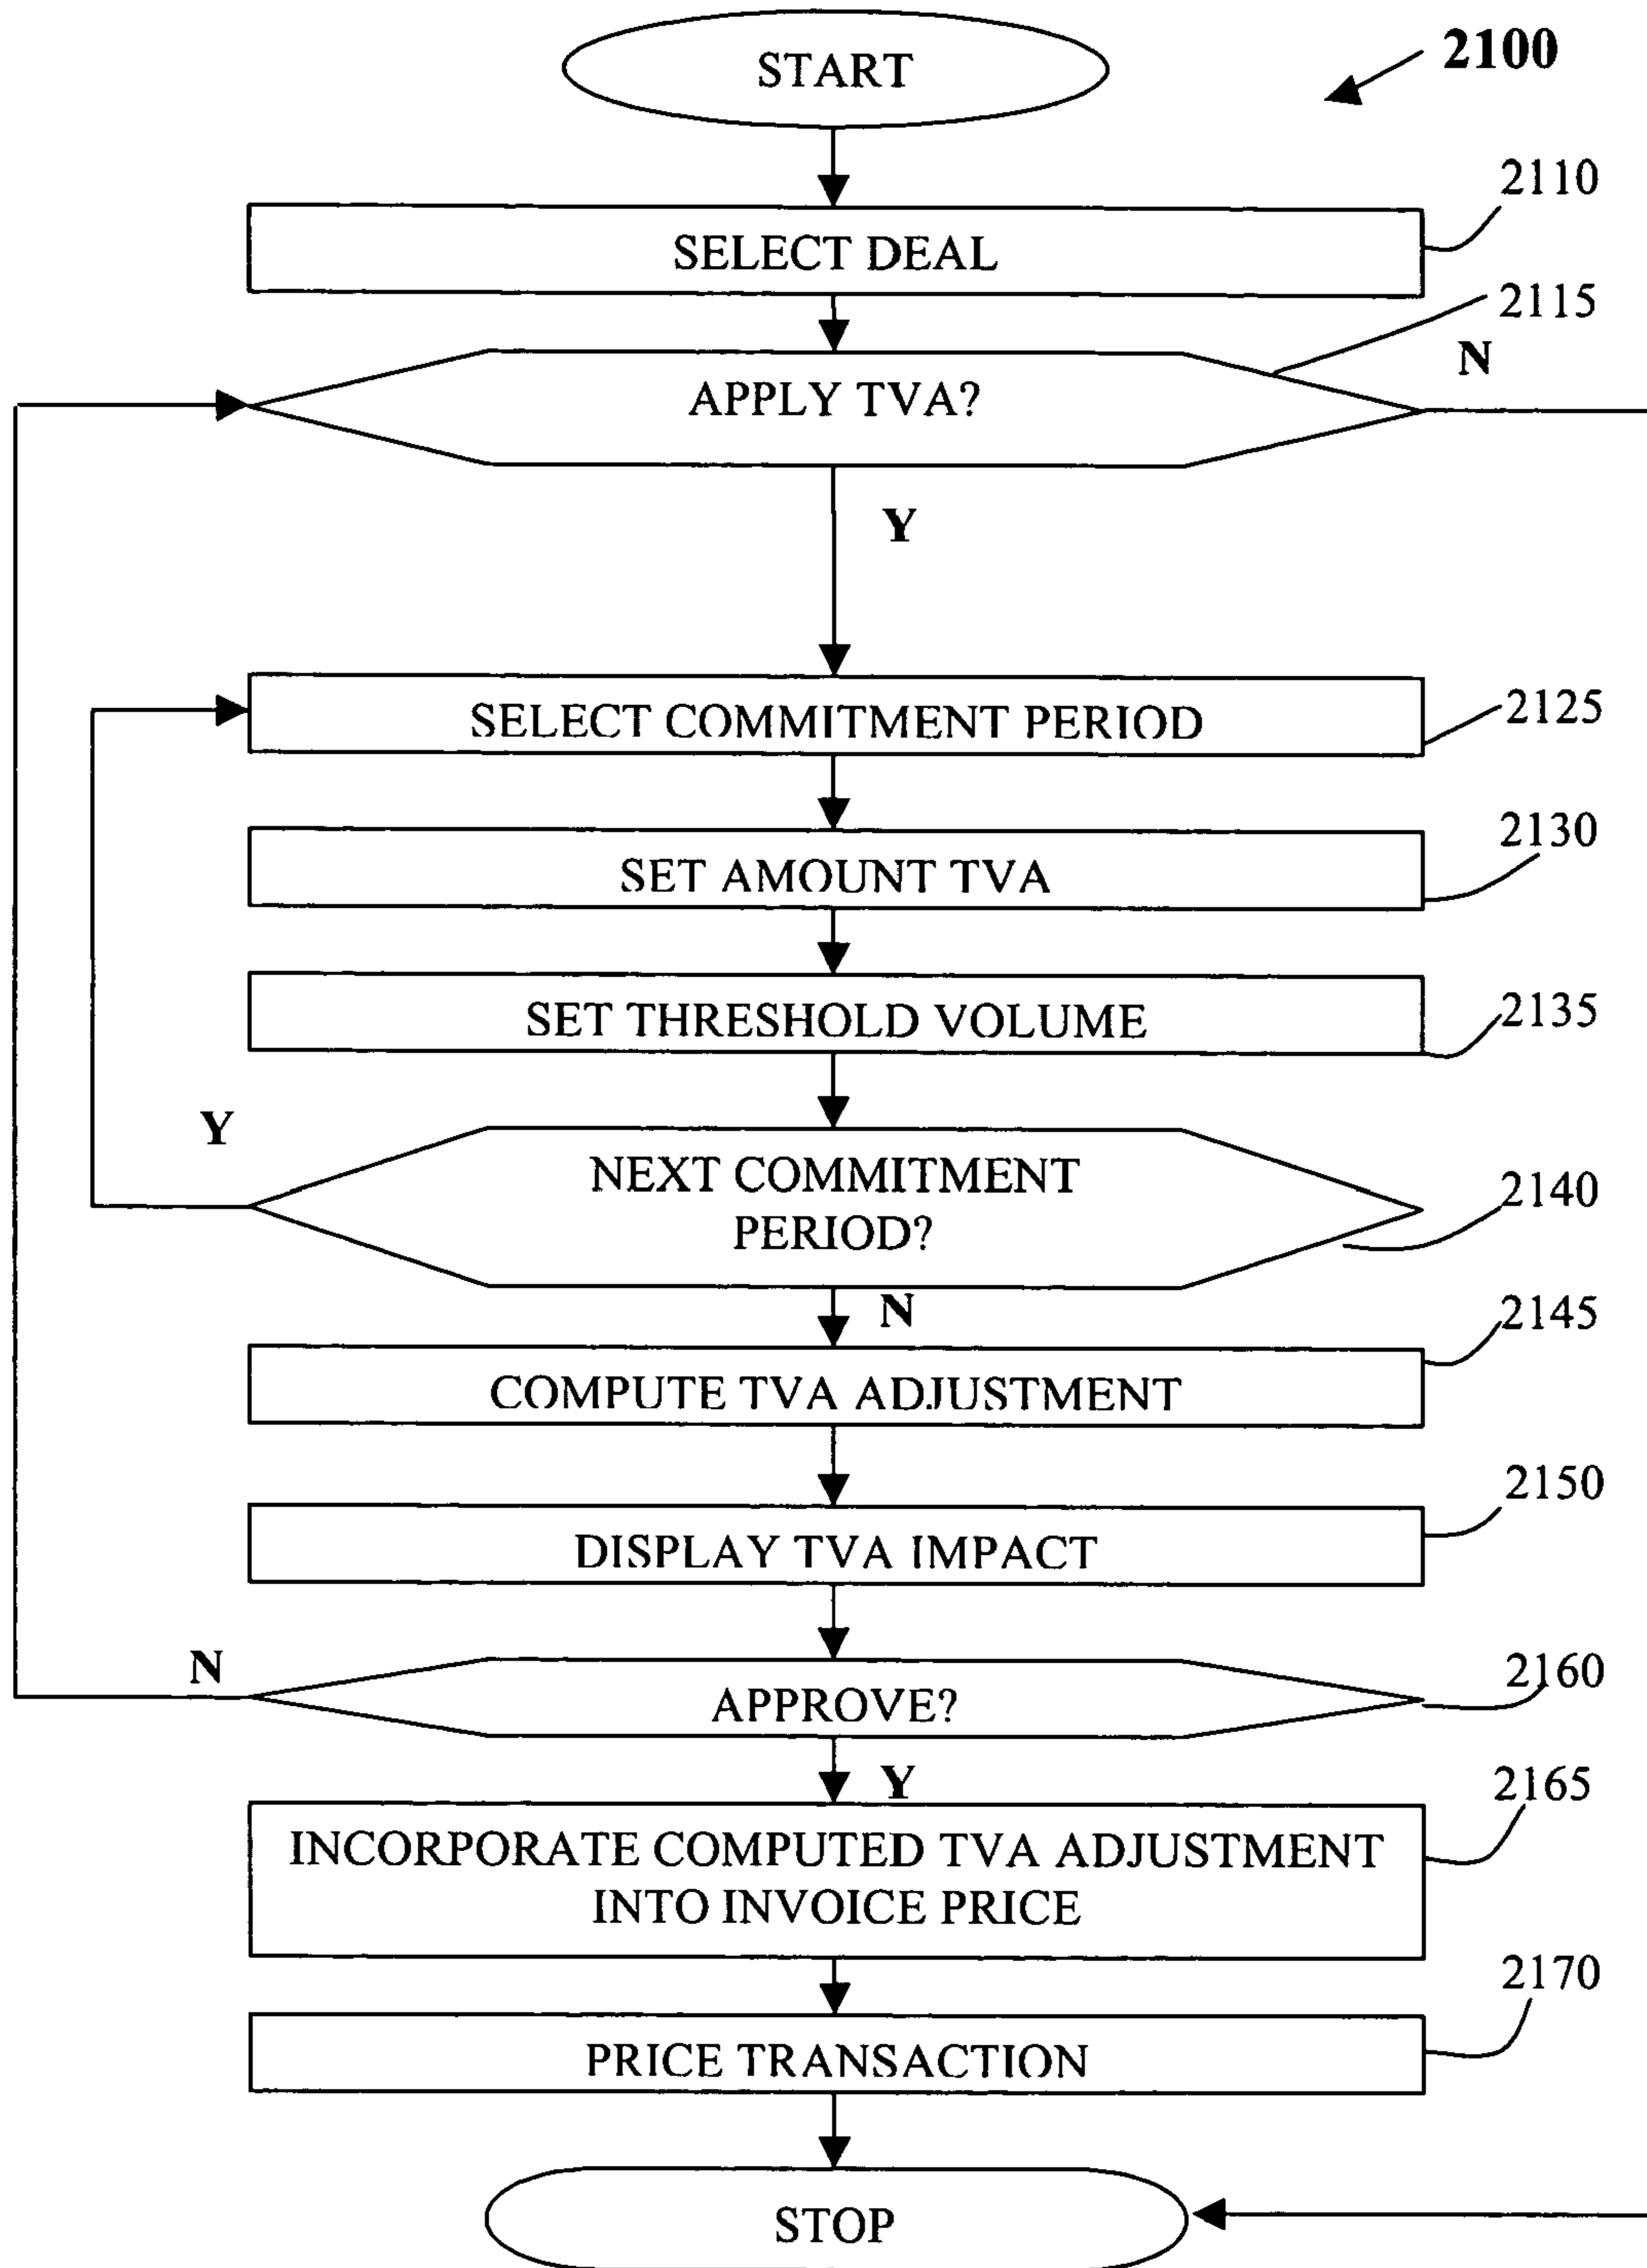 START
2100
2110
SELECT DEAL
2115
N
APPLY TVA?
Y
SELECT COMMITMENT PERIOD
2125
2130
SET AMOUNT TVA
2135
SET THRESHOLD VOLUME
Y
NEXT COMMITMENT
PERIOD?
2140
N
2145
COMPUTE TVA ADJUSTMENT
2150
DISPLAY TVA IMPACT
N
2160
APPROVE?
Y
2165
INCORPORATE COMPUTED TVA ADJUSTMENT
INTO INVOICE PRICE
2170
PRICE TRANSACTION
STOP